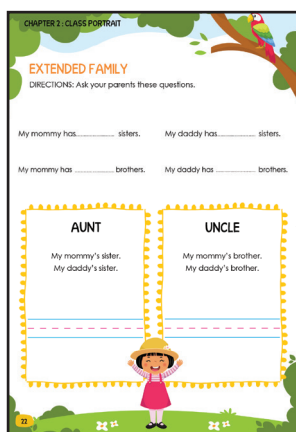 CHAPTER 2 : CLASS PORTRAIT
EXTENDED FAMILY
DIRECTIONS: Ask your parents these questions.
My mommy has............... sisters.
My daddy has............... sisters.
My mommy has ............... brothers.
My daddy has ............... brothers.
AUNT
My mommy's sister.
My daddy's sister.
UNCLE
My mommy's brother.
My daddy's brother.
22